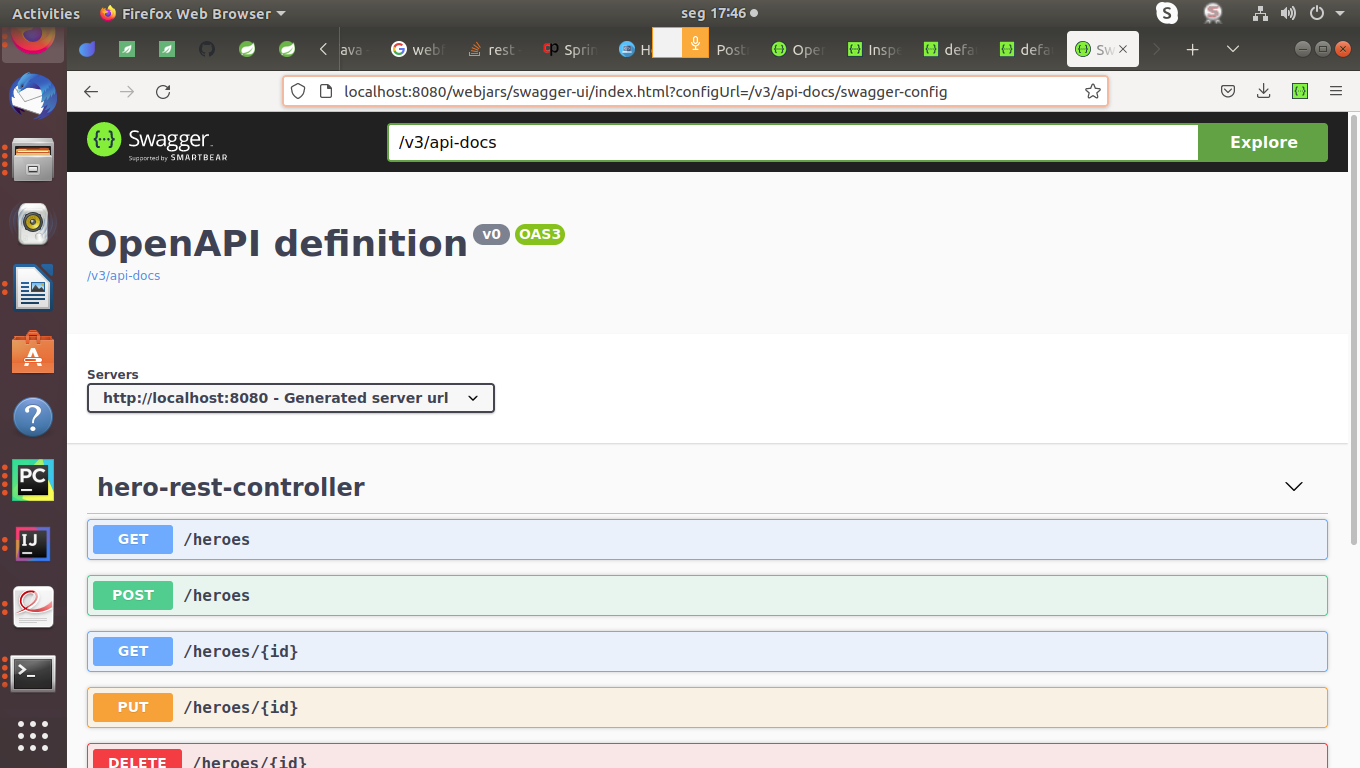 Activities Firefox Web Browser seg 17:46
ava webf rest Sprin H Posts Oper Inspe defa defa Sw
localhost:8080/webjars/swagger-ui/index.html?configUrl=/v3/api-docs/swagger-config
Swagger
Supported by SMARTBEAR
/v3/api-docs Explore
OpenAPI definition v0 OAS3
/v3/api-docs
Servers
http://localhost:8080 - Generated server url
hero-rest-controller
GET /heroes
POST /heroes
GET /heroes/{id}
PUT /heroes/{id}
DELETE /heroes/{id}